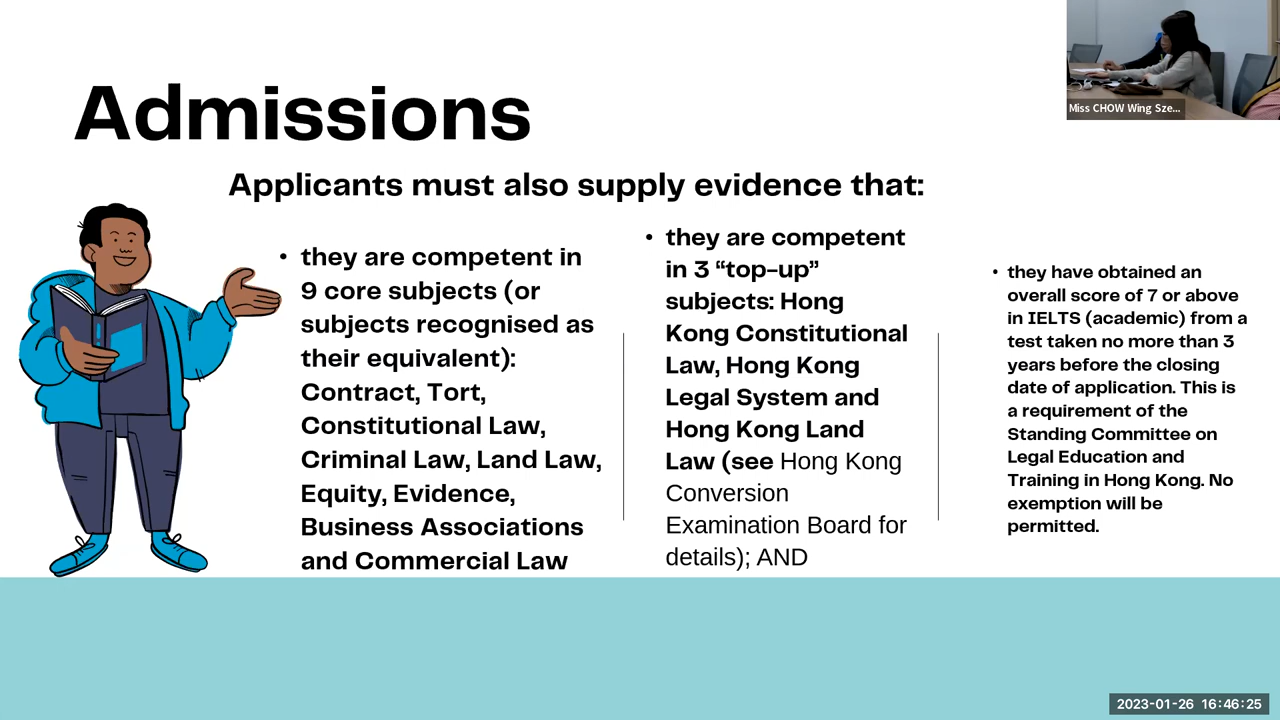 Admissions
Miss CHOW Wing Sze...
Applicants must also supply evidence that:
• they are competent in
9 core subjects (or
subjects recognised as
their equivalent):
Contract, Tort,
Constitutional Law,
Criminal Law, Land Law,
Equity, Evidence,
Business Associations
and Commercial Law
• they are competent
in 3 “top-up”
subjects: Hong
Kong Constitutional
Law, Hong Kong
Legal System and
Hong Kong Land
Law (see Hong Kong
Conversion
Examination Board for
details); AND
• they have obtained an
overall score of 7 or above
in IELTS (academic) from a
test taken no more than 3
years before the closing
date of application. This is
a requirement of the
Standing Committee on
Legal Education and
Training in Hong Kong. No
exemption will be
permitted.
2023-01-26 16:46:25